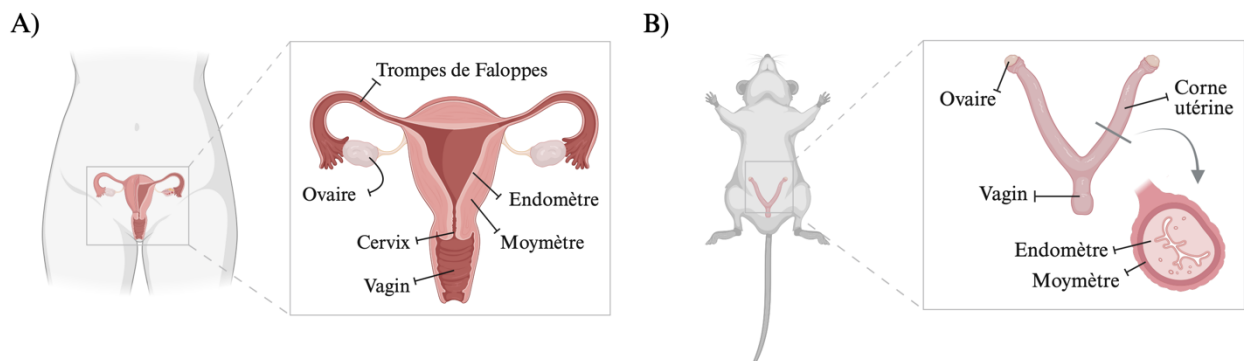 A)
Trompes de Faloppes
Ovaire
Endomètre
Cervix
Moymètre
Vagin
B)
Ovaire
Corne
utérine
Vagin
Endomètre
Moymètre